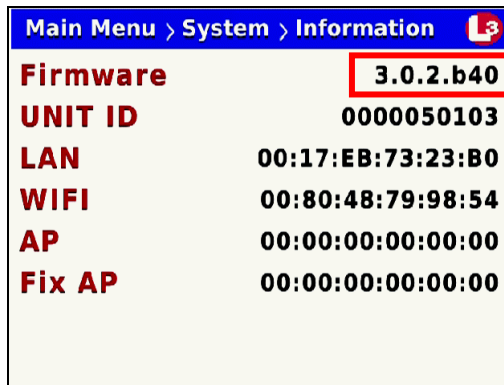 Main Menu > System > Information L3
Firmware 3.0.2.b40
UNIT ID 0000050103
LAN 00:17:EB:73:23:B0
WIFI 00:80:48:79:98:54
AP 00:00:00:00:00:00
Fix AP 00:00:00:00:00:00